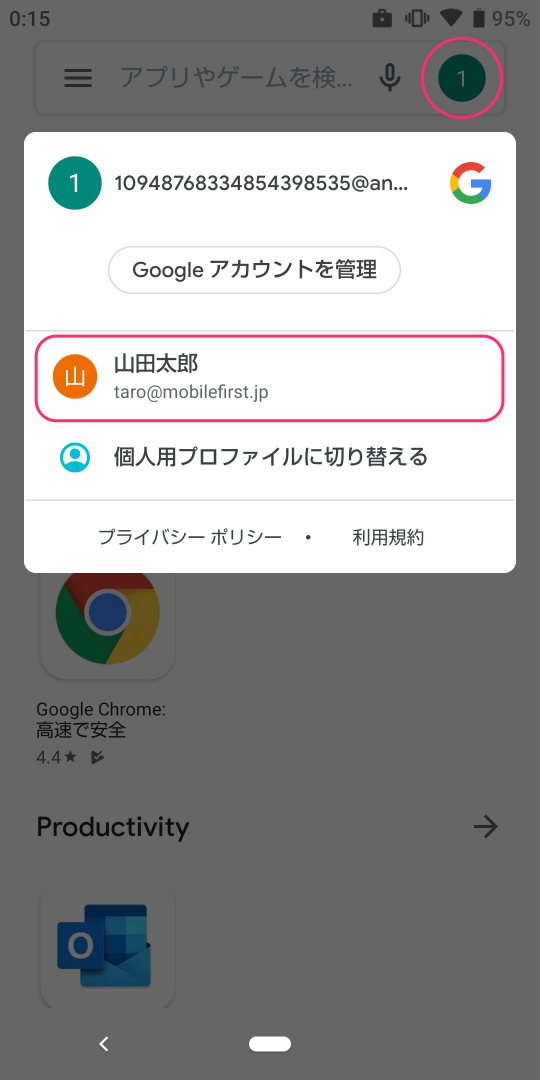 0:15
95%
アプリやゲームを検...
1
1
10948768334854398535@an...
Google アカウントを管理
山
山田太郎
taro@mobilefirst.jp
個人用プロファイルに切り替える
プライバシー ポリシー • 利用規約
Google Chrome:
高速で安全
4.4★
Productivity
O